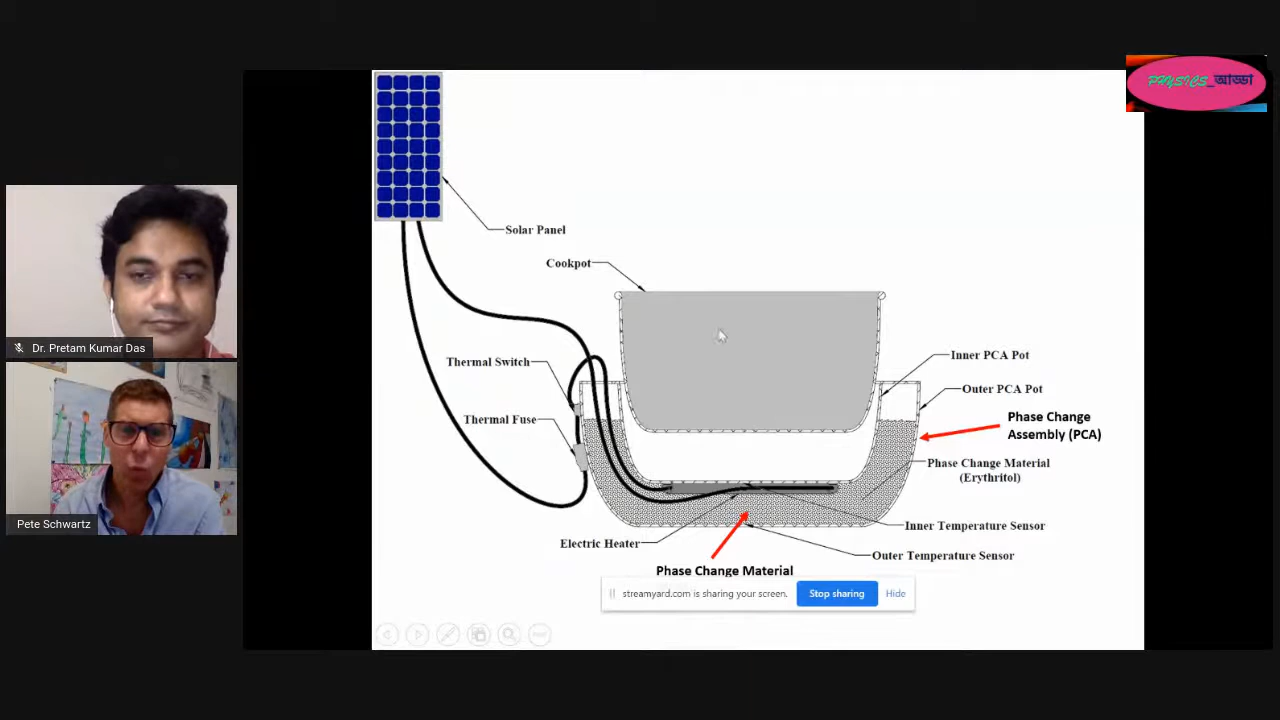 PHYSICS_আড্ডা
Solar Panel
Cookpot
Thermal Switch
Inner PCA Pot
Outer PCA Pot
Thermal Fuse
Phase Change
Assembly (PCA)
Phase Change Material
(Erythritol)
Inner Temperature Sensor
Electric Heater
Outer Temperature Sensor
Phase Change Material
streamyard.com is sharing your screen.
Stop sharing
Hide
Dr. Pretam Kumar Das
Pete Schwartz